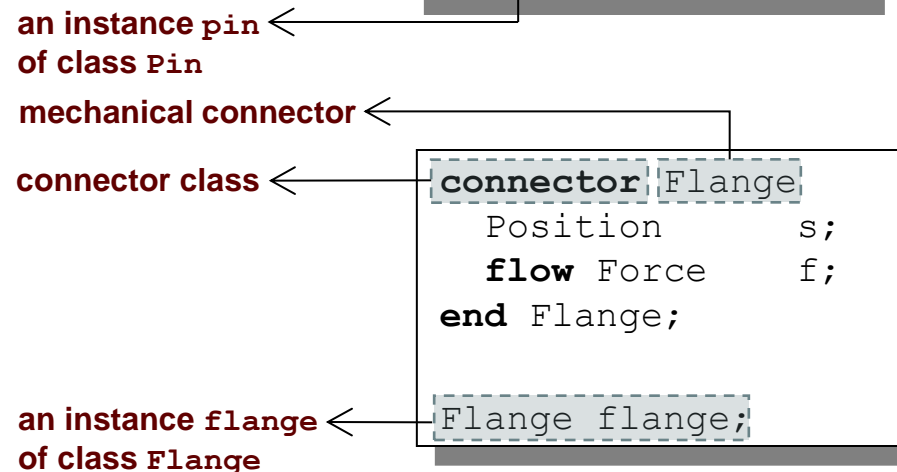 an instance pin
of class Pin
mechanical connector
connector class
connector Flange
Position s;
flow Force f;
end Flange;
an instance flange
of class Flange
Flange flange;